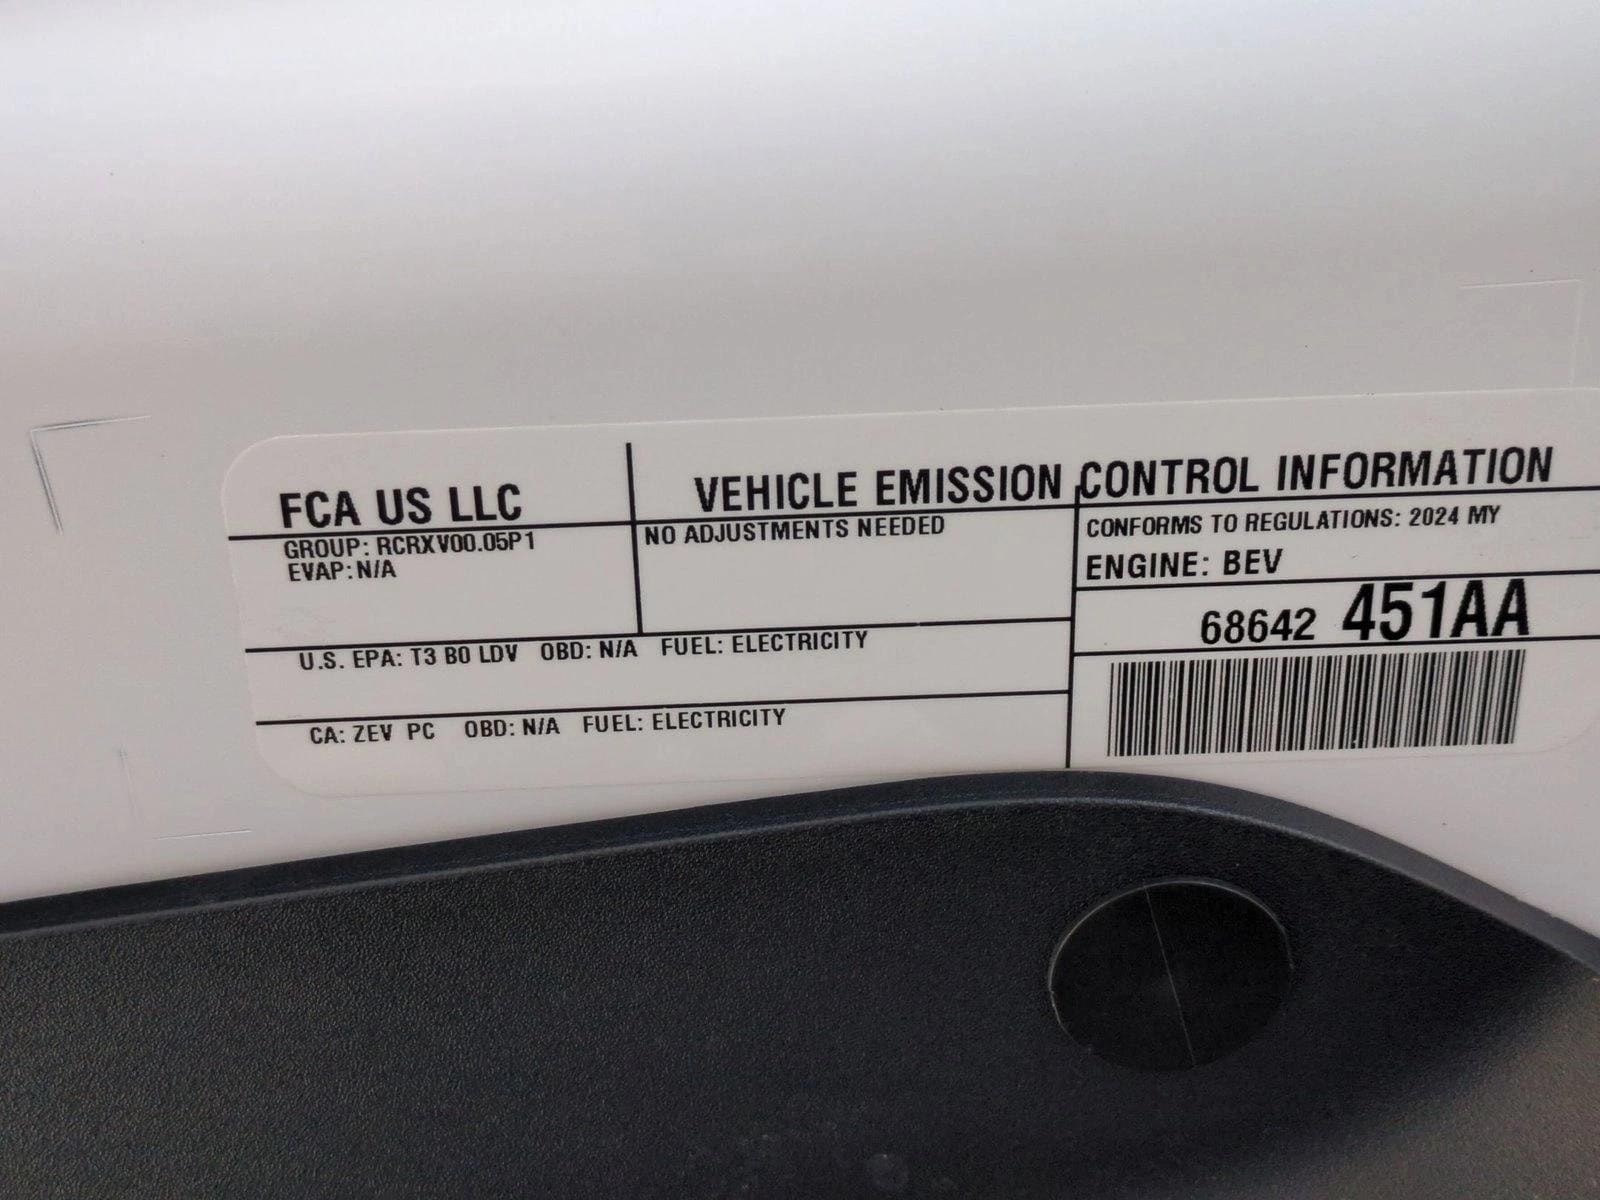 FCA US LLC
VEHICLE EMISSION CONTROL INFORMATION
GROUP: RCRXV00.05P1
EVAP: N/A
NO ADJUSTMENTS NEEDED
CONFORMS TO REGULATIONS: 2024 MY
ENGINE: BEV
68642 451AA
U.S. EPA: T3 B0 LDV OBD: N/A FUEL: ELECTRICITY
CA: ZEV PC OBD: N/A FUEL: ELECTRICITY